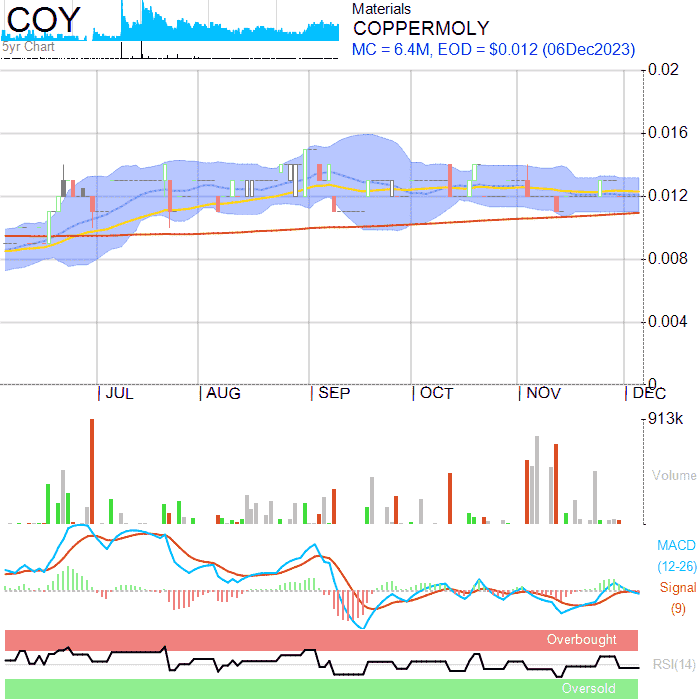 COY
5yr Chart
Materials
COPPERMOLY
MC = 6.4M, EOD = $0.012 (06Dec2023)
0.02
0.016
0.012
0.008
0.004
0
JUL AUG SEP OCT NOV DEC
913k
Volume
MACD
(12-26)
Signal
(9)
Overbought
RSI(14)
Oversold